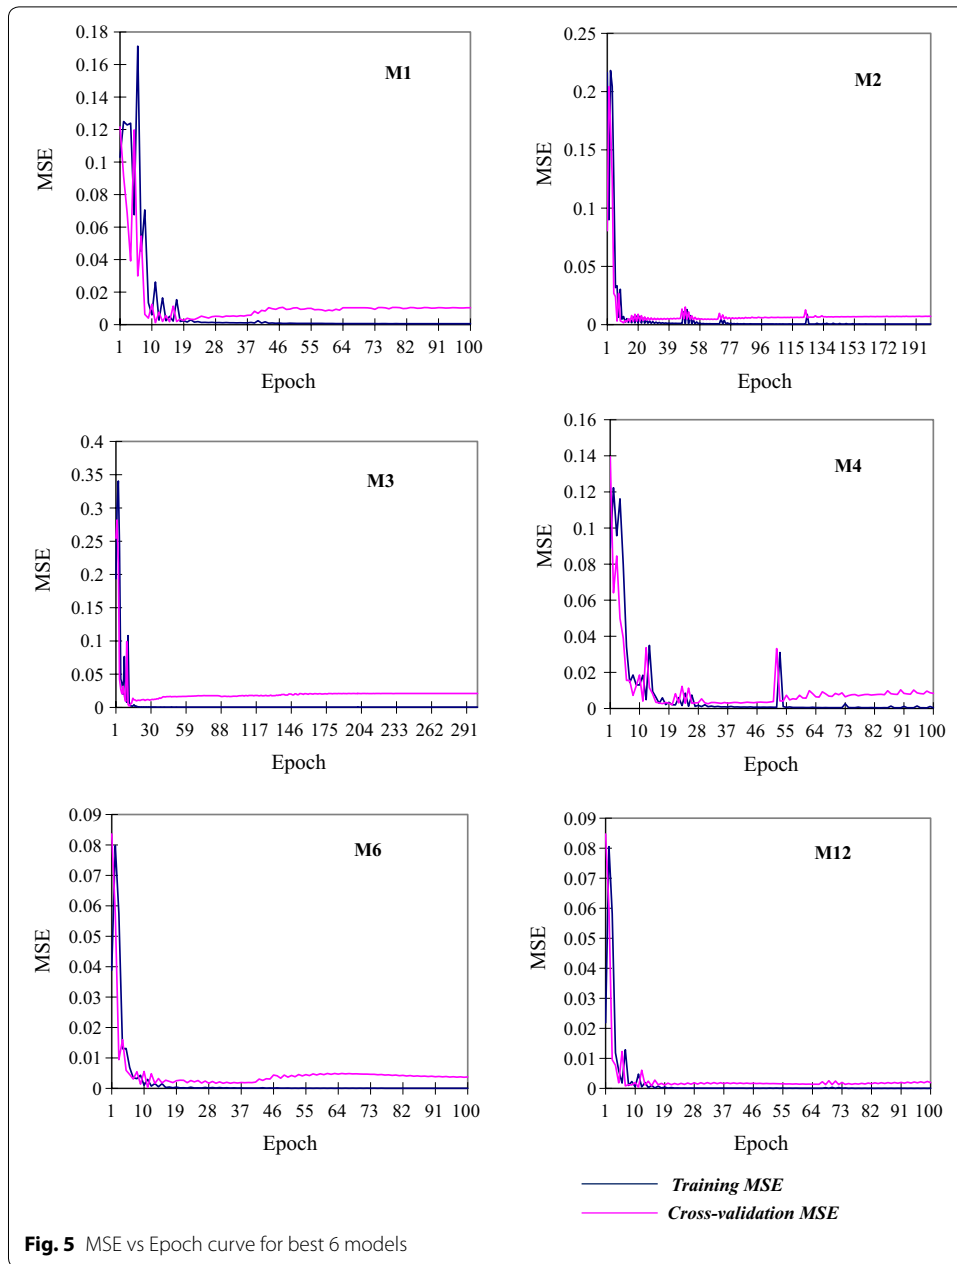 0.18
0.16
0.14
0.12
0.1
0.08
0.06
0.04
0.02
0
MSE
M1
1 10 19 28 37 46 55 64 73 82 91 100
Epoch
0.25
0.2
0.15
0.1
0.05
0
MSE
M2
1 20 39 58 77 96 115 134 153 172 191
Epoch
0.4
0.35
0.3
0.25
0.2
0.15
0.1
0.05
0
MSE
M3
1 30 59 88 117 146 175 204 233 262 291
Epoch
0.16
0.14
0.12
0.1
0.08
0.06
0.04
0.02
0
MSE
M4
1 10 19 28 37 46 55 64 73 82 91 100
Epoch
0.09
0.08
0.07
0.06
0.05
0.04
0.03
0.02
0.01
0
MSE
M6
1 10 19 28 37 46 55 64 73 82 91 100
Epoch
0.09
0.08
0.07
0.06
0.05
0.04
0.03
0.02
0.01
0
MSE
M12
1 10 19 28 37 46 55 64 73 82 91 100
Epoch
Training MSE
Cross-validation MSE
Fig. 5 MSE vs Epoch curve for best 6 models